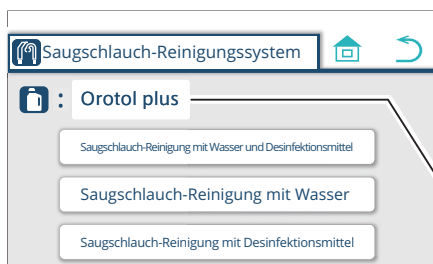 Saugschlauch-Reinigungssystem
: Orotol plus
Saugschlauch-Reinigung mit Wasser und Desinfektionsmittel
Saugschlauch-Reinigung mit Wasser
Saugschlauch-Reinigung mit Desinfektionsmittel